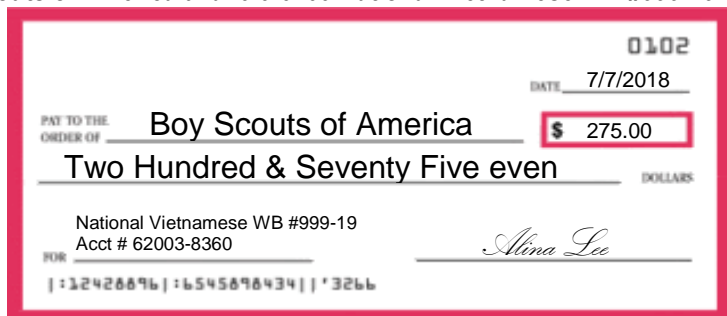 0102
DATE 7/7/2018
PAY TO THE
ORDER OF Boy Scouts of America $ 275.00
Two Hundred & Seventy Five even DOLLARS
National Vietnamese WB #999-19
Acct # 62003-8360
FOR Alina Lee
|:12428896|:6545898434||'3266